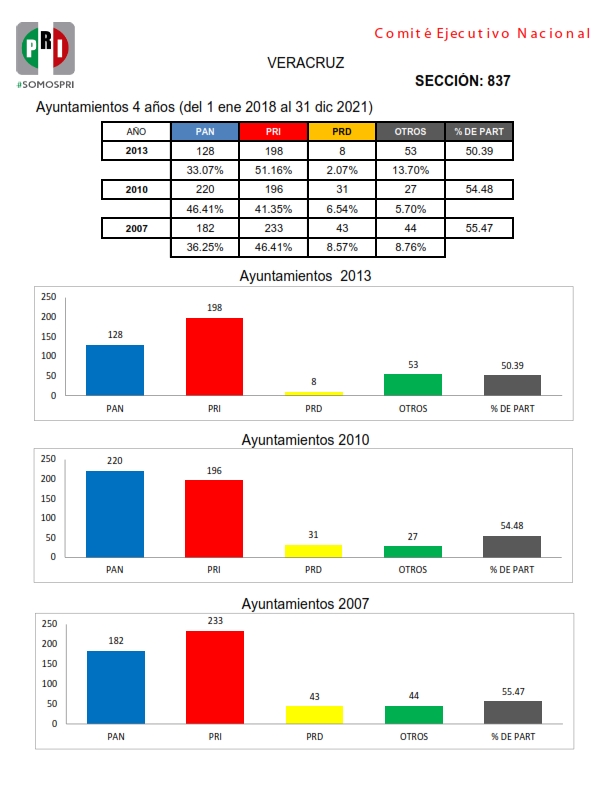 Comité Ejecutivo Nacional
PRI
#SOMOSPRI
VERACRUZ
SECCIÓN: 837
Ayuntamientos 4 años (del 1 ene 2018 al 31 dic 2021)
AÑO PAN PRI PRD OTROS % DE PART
2013 128 198 8 53 50.39
33.07% 51.16% 2.07% 13.70%
2010 220 196 31 27 54.48
46.41% 41.35% 6.54% 5.70%
2007 182 233 43 44 55.47
36.25% 46.41% 8.57% 8.76%
Ayuntamientos 2013
250
200
150
100
50
0
128 198 8 53 50.39
PAN PRI PRD OTROS % DE PART
Ayuntamientos 2010
250
200
150
100
50
0
220 196 31 27 54.48
PAN PRI PRD OTROS % DE PART
Ayuntamientos 2007
250
200
150
100
50
0
182 233 43 44 55.47
PAN PRI PRD OTROS % DE PART